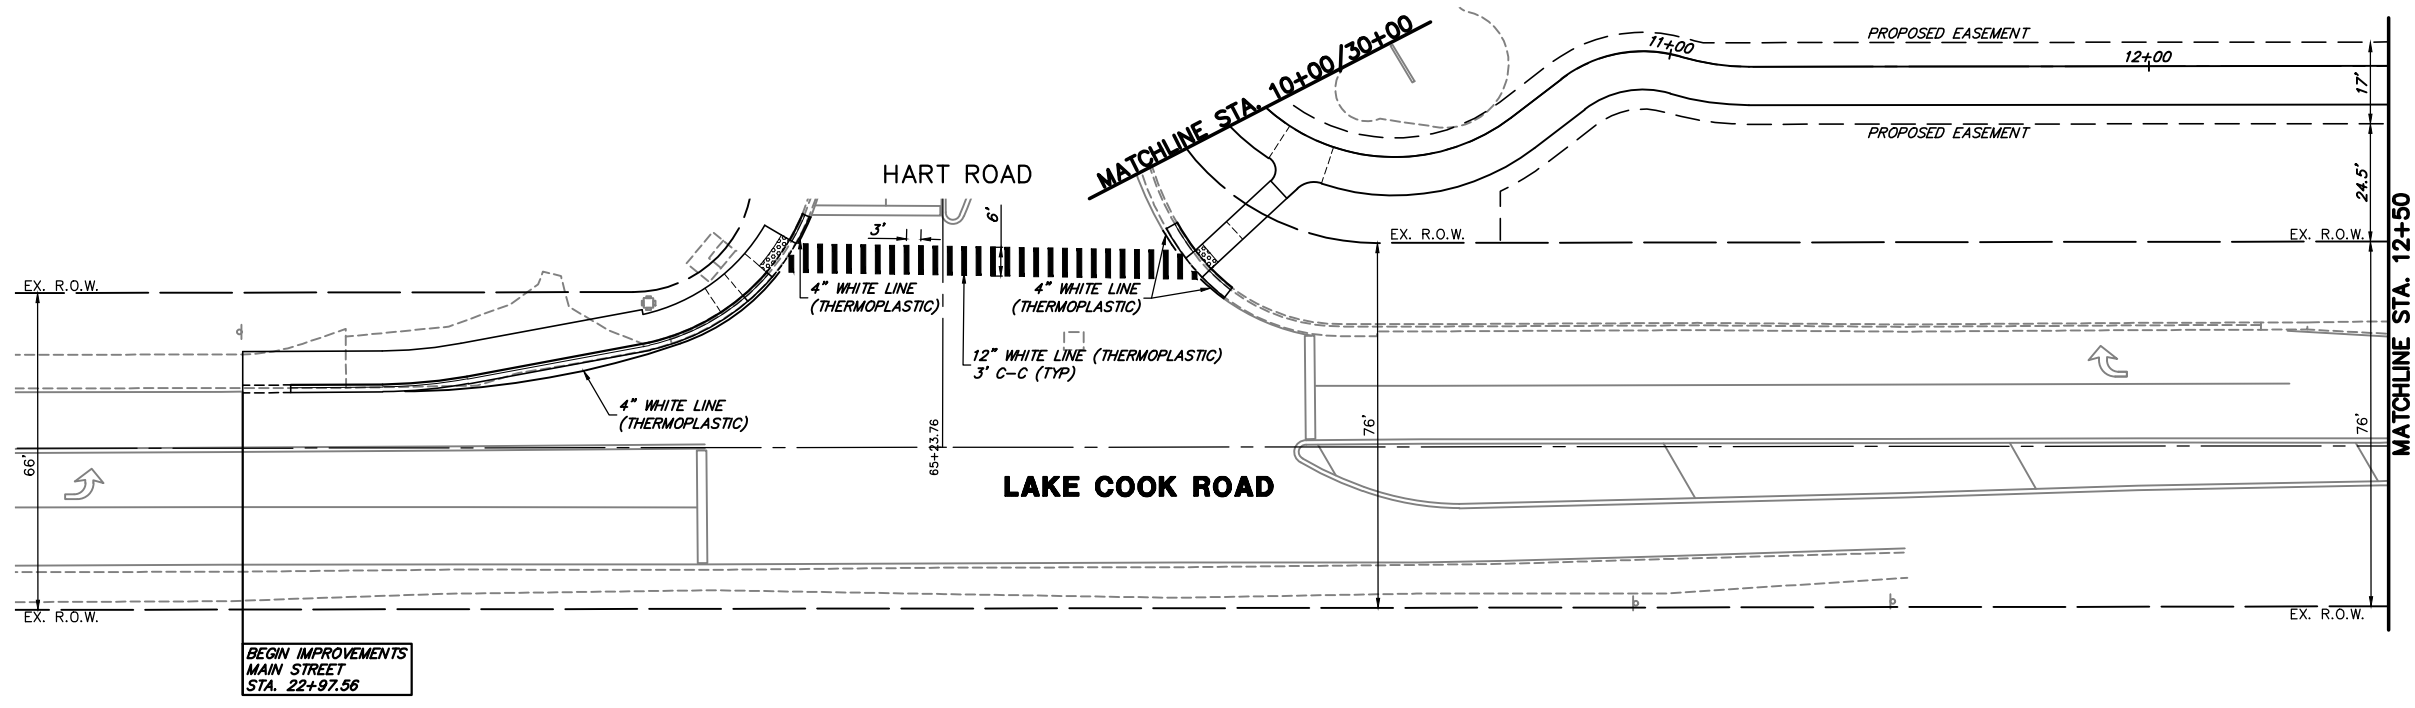 MATCHLINE STA. 10+00/30+00
PROPOSED EASEMENT
11+00
12+00
17'
PROPOSED EASEMENT
HART ROAD
6'
3'
24.5'
EX. R.O.W.
EX. R.O.W.
MATCHLINE STA. 12+50
EX. R.O.W.
4" WHITE LINE
(THERMOPLASTIC)
4" WHITE LINE
(THERMOPLASTIC)
12" WHITE LINE (THERMOPLASTIC)
3' C-C (TYP)
4" WHITE LINE
(THERMOPLASTIC)
66'
65+23.76
76'
76'
LAKE COOK ROAD
EX. R.O.W.
EX. R.O.W.
BEGIN IMPROVEMENTS
MAIN STREET
STA. 22+97.56